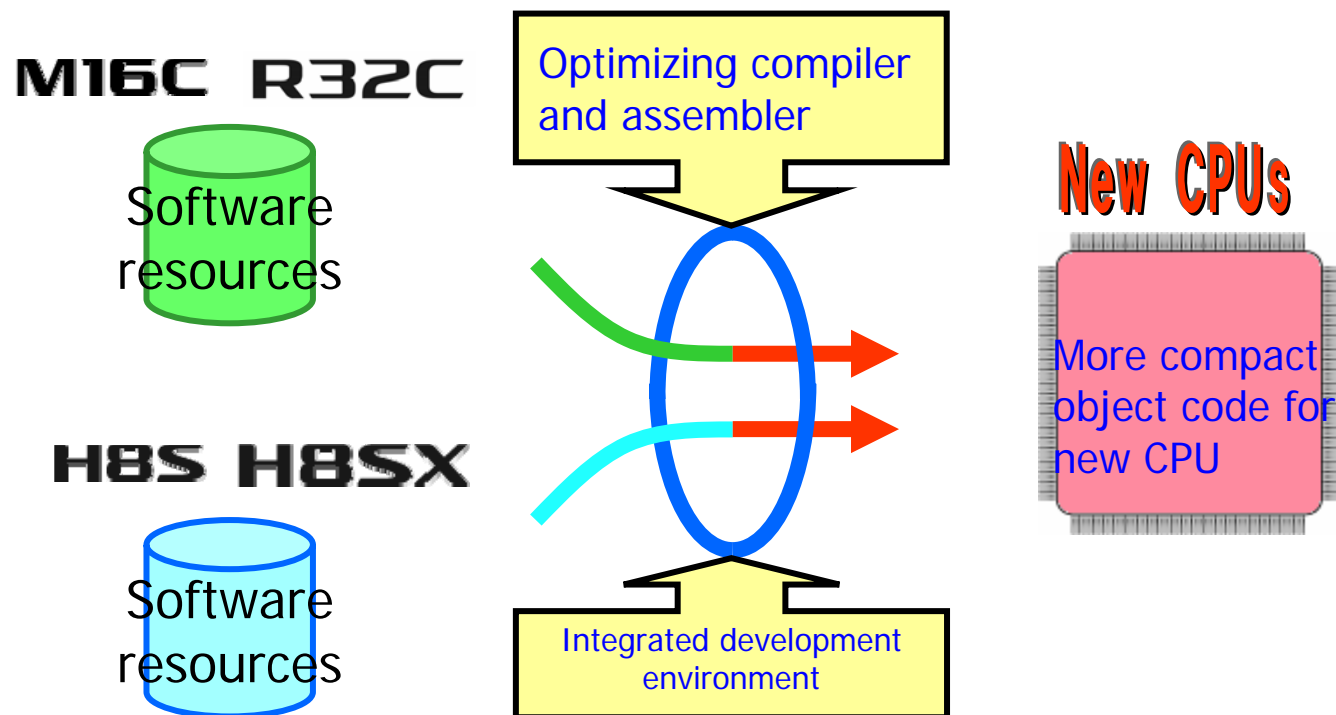 M16C R32C
Software
resources
H8S H8SX
Software
resources
Optimizing compiler
and assembler
Integrated development
environment
New CPUs
More compact
object code for
new CPU